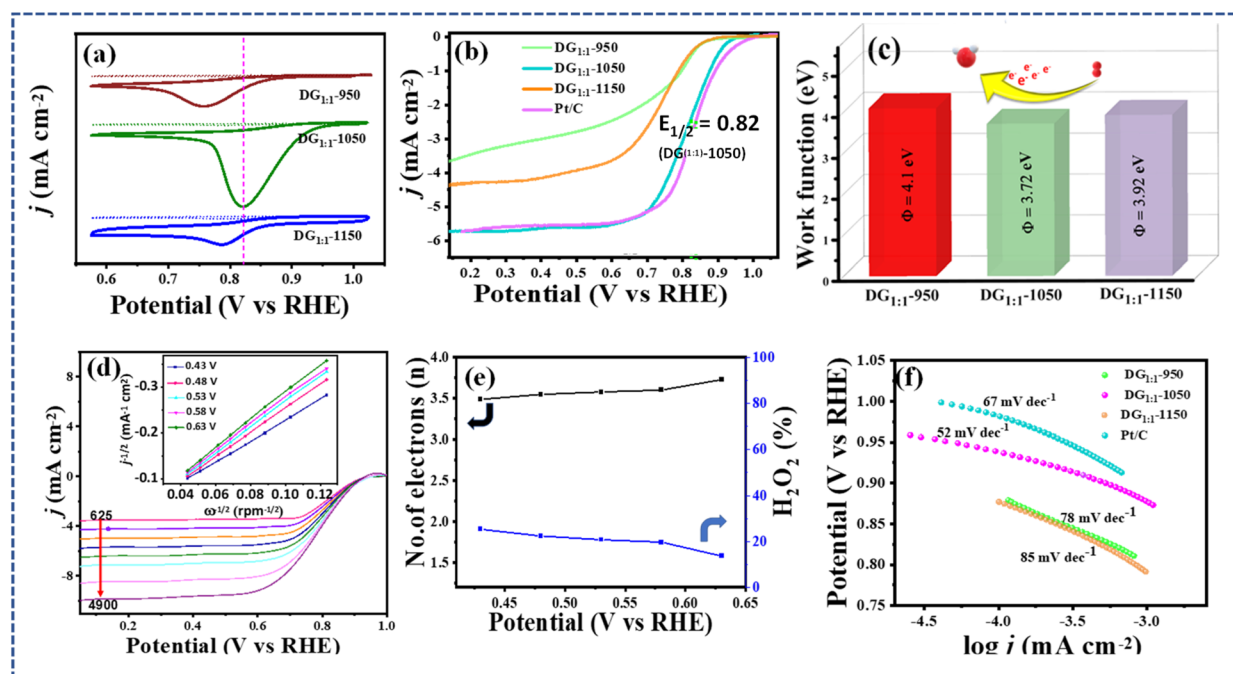 (a)
DG1:1-950
DG1:1-1050
DG1:1-1150
j (mA cm-2)
0.6 0.7 0.8 0.9 1.0
Potential (V vs RHE)
(b)
DG1:1-950
DG1:1-1050
DG1:1-1150
Pt/C
E1/2 = 0.82
(DG(1:1)-1050)
j (mA cm-2)
0
-1
-2
-3
-4
-5
-6
0.2 0.3 0.4 0.5 0.6 0.7 0.8 0.9 1.0
Potential (V vs RHE)
(c)
e- e- e- e- e-
Work function (eV)
5
4
3
2
1
0
Φ = 4.1 eV
Φ = 3.72 eV
Φ = 3.92 eV
DG1:1-950 DG1:1-1050 DG1:1-1150
(d)
0.43 V
0.48 V
0.53 V
0.58 V
0.63 V
j-1/2 (mA-1 cm2)
-0.3
-0.2
-0.1
0.04 0.06 0.08 0.10 0.12
ω-1/2 (rpm-1/2)
j (mA cm-2)
8
4
0
-4
-8
625
4900
0.2 0.4 0.6 0.8 1.0
Potential (V vs RHE)
(e)
No.of electrons (n)
4.0
3.5
3.0
2.5
2.0
1.5
100
80
60
40
20
0
H2O2 (%)
0.45 0.50 0.55 0.60 0.65
Potential (V vs RHE)
(f)
DG1:1-950
DG1:1-1050
DG1:1-1150
Pt/C
67 mV dec-1
52 mV dec-1
78 mV dec-1
85 mV dec-1
Potential (V vs RHE)
1.05
1.00
0.95
0.90
0.85
0.80
0.75
-4.5 -4.0 -3.5 -3.0
log j (mA cm-2)